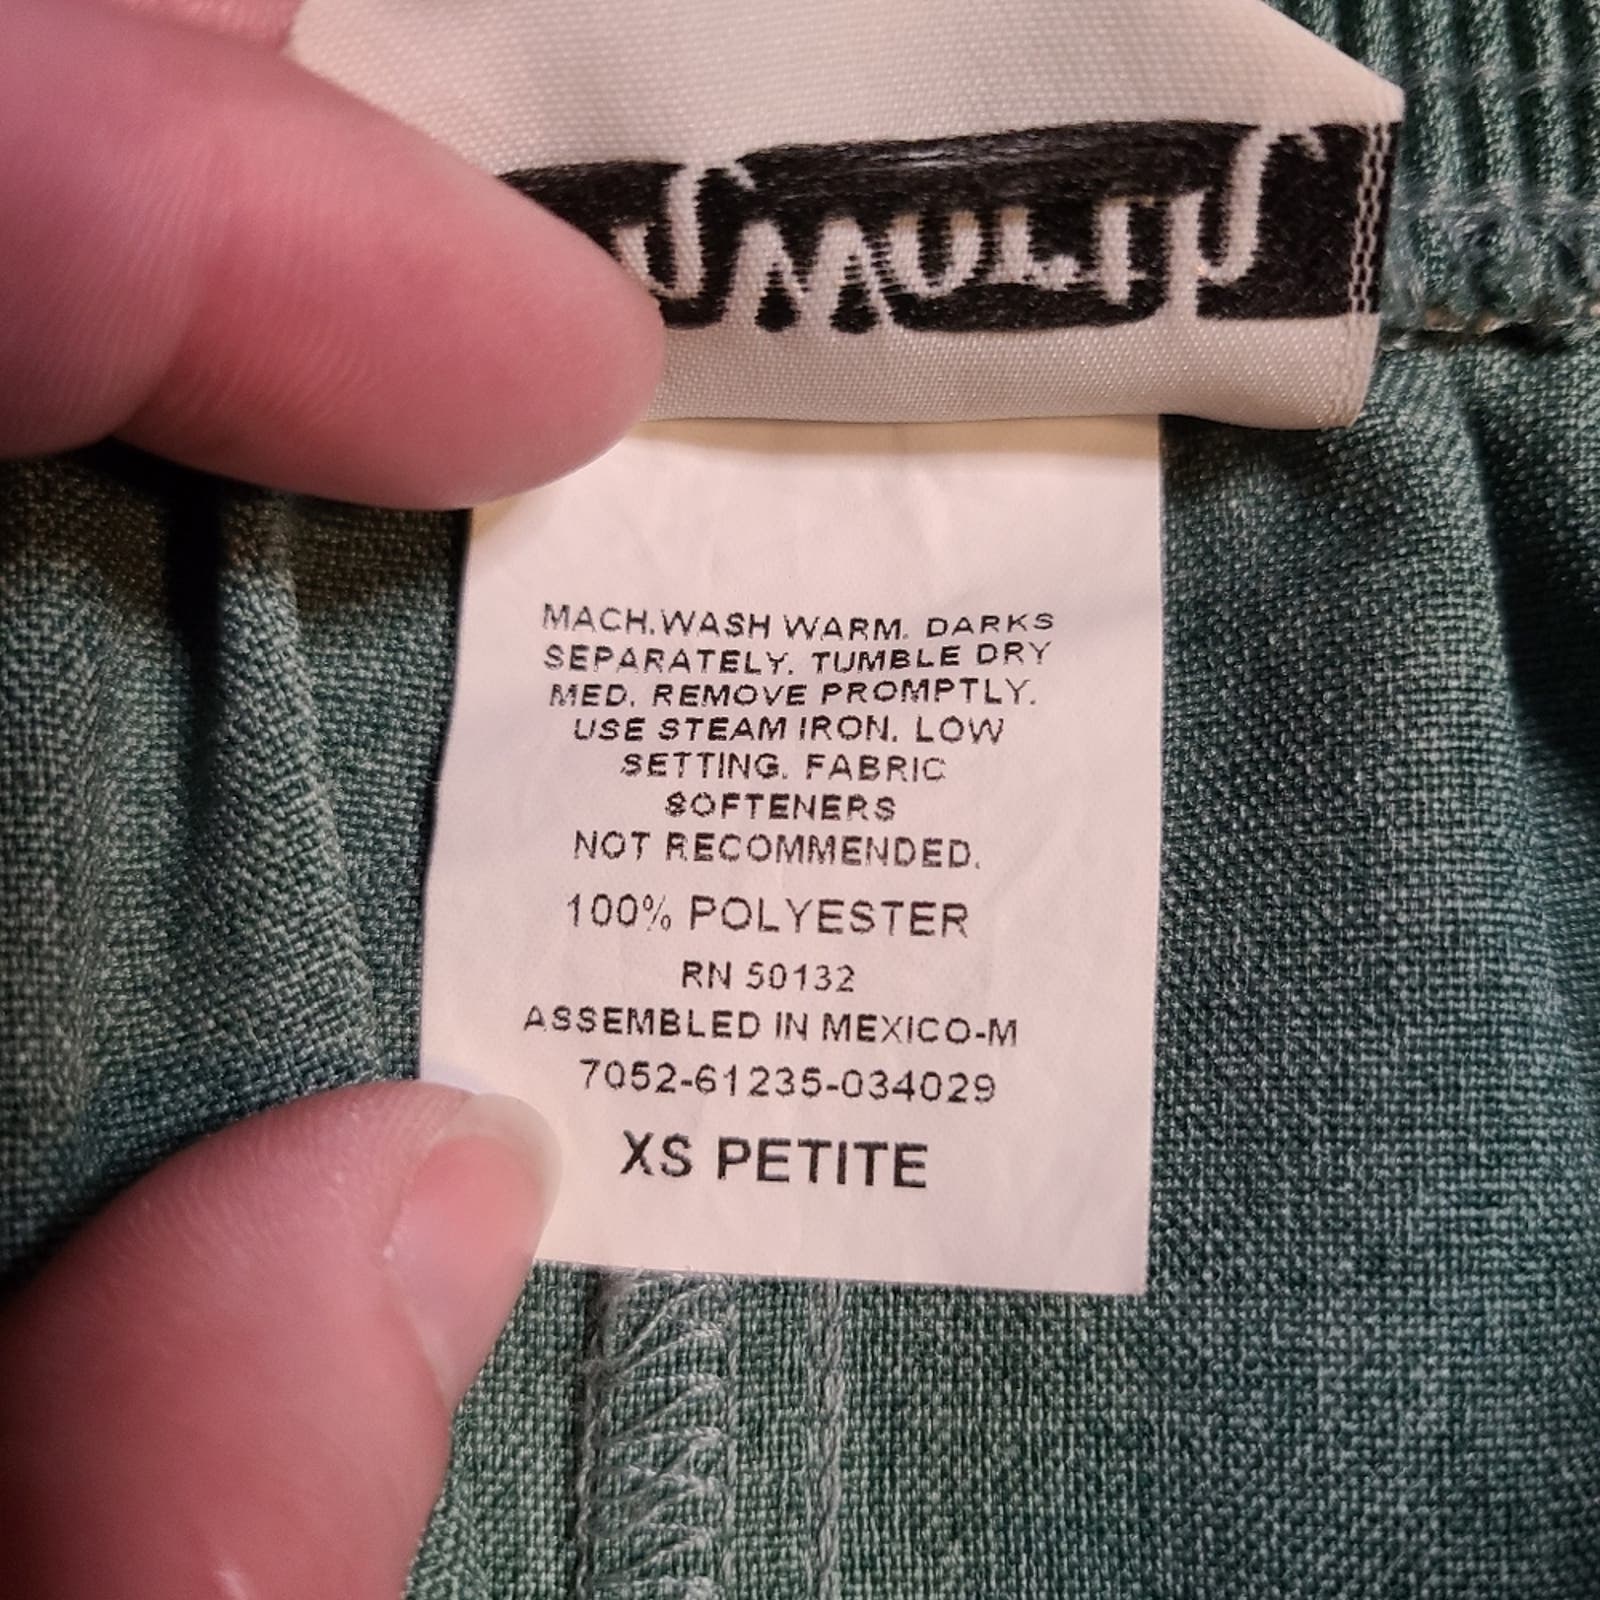 MACH.WASH WARM. DARKS
SEPARATELY. TUMBLE DRY
MED. REMOVE PROMPTLY.
USE STEAM IRON. LOW
SETTING. FABRIC
SOFTENERS
NOT RECOMMENDED.
100% POLYESTER
RN 50132
ASSEMBLED IN MEXICO-M
7052-61235-034029
XS PETITE